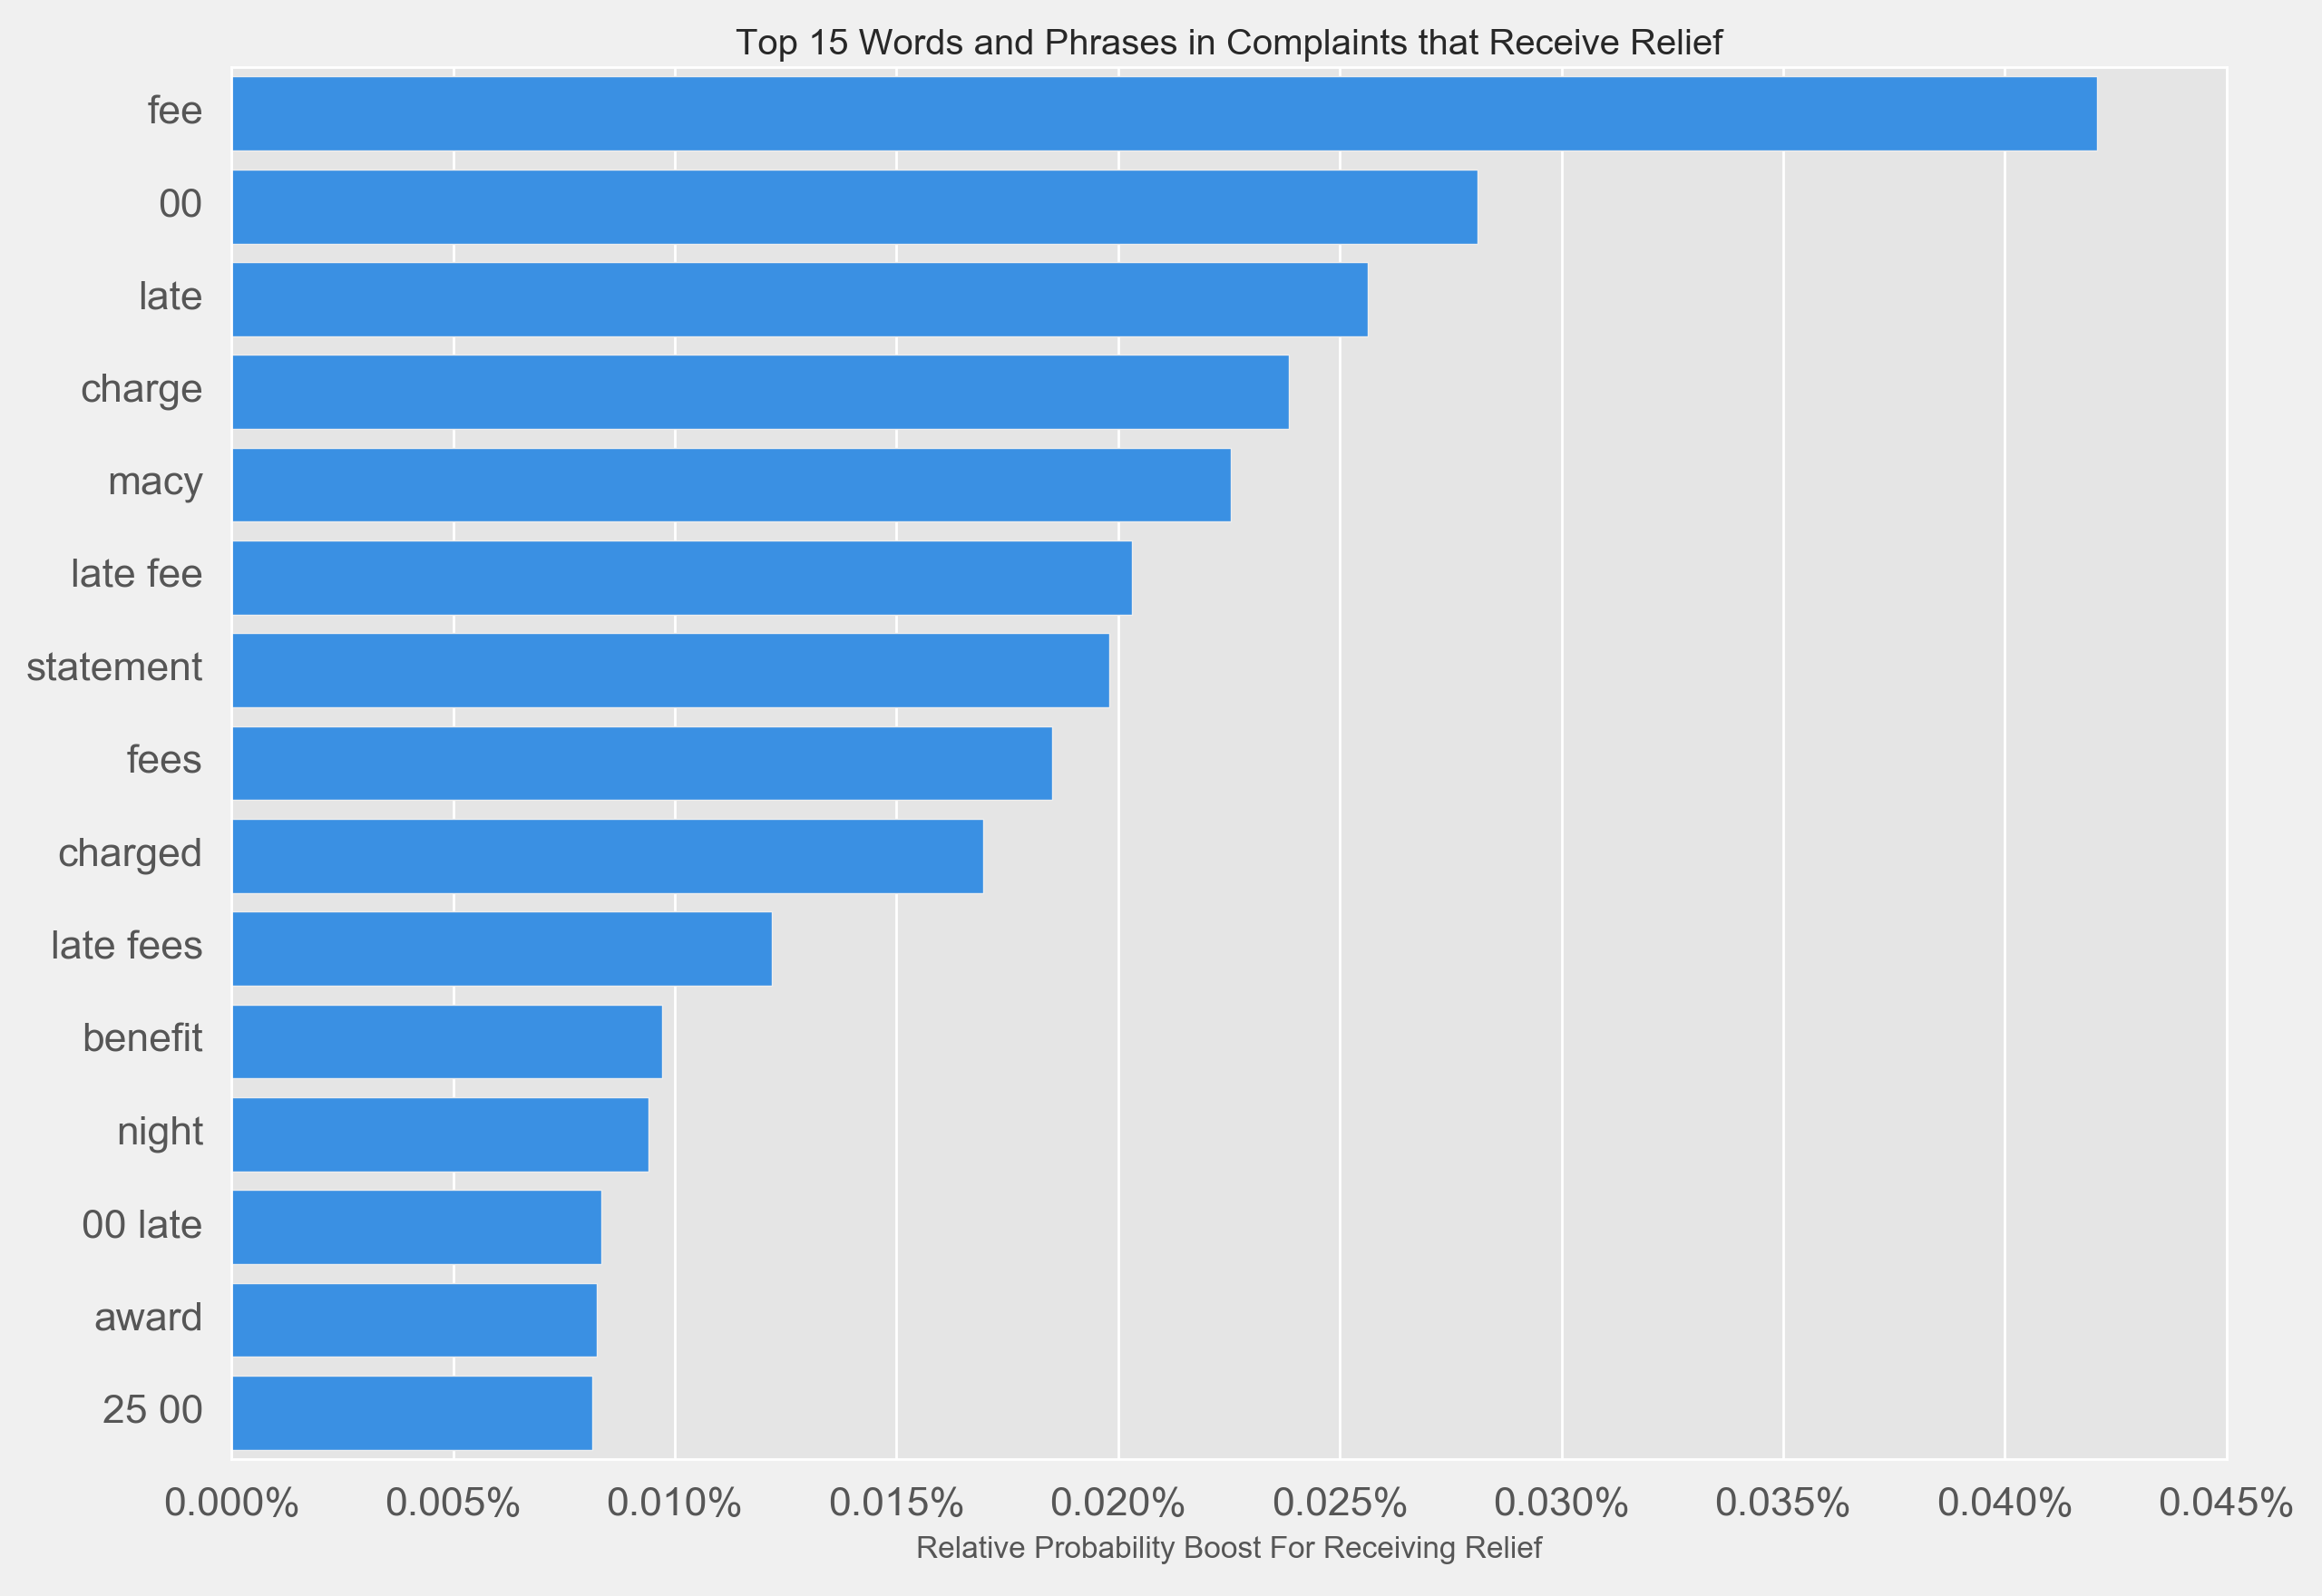 Top 15 Words and Phrases in Complaints that Receive Relief
fee
00
late
charge
macy
late fee
statement
fees
charged
late fees
benefit
night
00 late
award
25 00
0.000% 0.005% 0.010% 0.015% 0.020% 0.025% 0.030% 0.035% 0.040% 0.045%
Relative Probability Boost For Receiving Relief